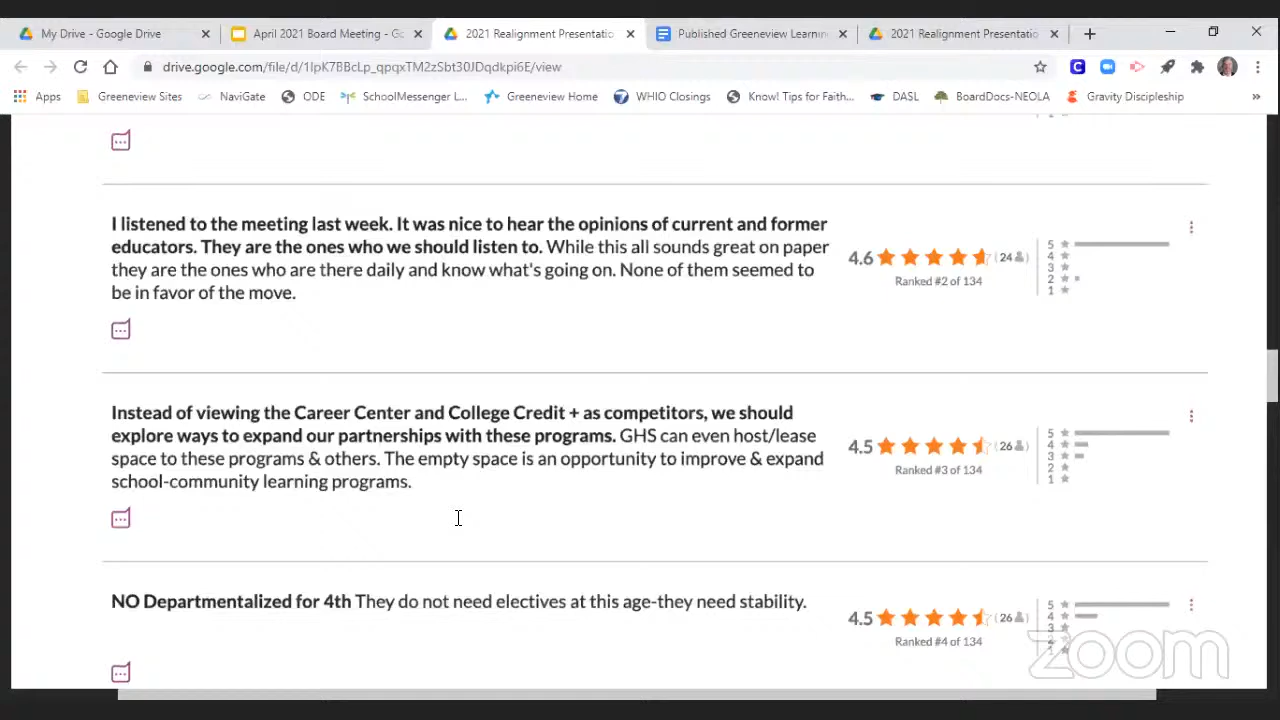 My Drive - Google Drive
April 2021 Board Meeting - Go
2021 Realignment Presentatio
Published Greeneview Learnin
2021 Realignment Presentatio
drive.google.com/file/d/1IpK7BBcLp_qpqxTM2zSbt30JDqdkpi6E/view
Apps
Greeneview Sites
NaviGate
ODE
SchoolMessenger L...
Greeneview Home
WHIO Closings
Know! Tips for Faith...
DASL
BoardDocs-NEOLA
Gravity Discipleship
I listened to the meeting last week. It was nice to hear the opinions of current and former
educators. They are the ones who we should listen to. While this all sounds great on paper
they are the ones who are there daily and know what's going on. None of them seemed to
be in favor of the move.
4.6 (24)
Ranked #2 of 134
5
4
3
2
1
Instead of viewing the Career Center and College Credit + as competitors, we should
explore ways to expand our partnerships with these programs. GHS can even host/lease
space to these programs & others. The empty space is an opportunity to improve & expand
school-community learning programs.
4.5 (26)
Ranked #3 of 134
5
4
3
2
1
NO Departmentalized for 4th They do not need electives at this age-they need stability.
4.5 (26)
Ranked #4 of 134
5
4
3
2
1
zoom